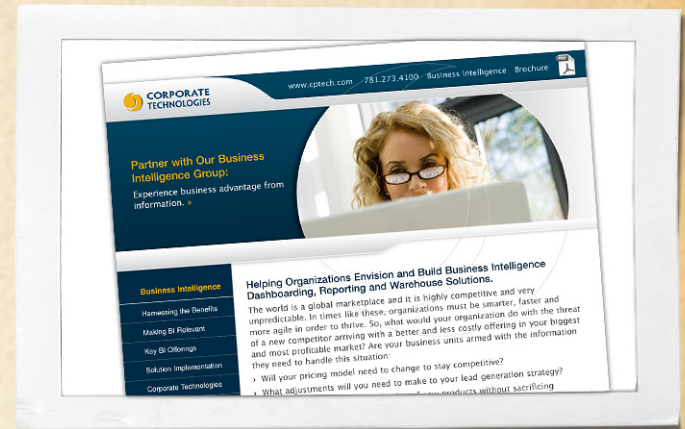 CORPORATE
TECHNOLOGIES
www.cptech.com 781.273.4100 Business Intelligence Brochure
Partner with Our Business
Intelligence Group:
Experience business advantage from
information. »
Business Intelligence
Harnessing the Benefits
Making BI Relevant
Key BI Offerings
Solution Implementation
Corporate Technologies
Helping Organizations Envision and Build Business Intelligence
Dashboarding, Reporting and Warehouse Solutions.
The world is a global marketplace and it is highly competitive and very
unpredictable. In times like these, organizations must be smarter, faster and
more agile in order to thrive. So, what would your organization do with the threat
of a new competitor arriving with a better and less costly offering in your biggest
and most profitable market? Are your business units armed with the information
they need to handle this situation:
› Will your pricing model need to change to stay competitive?
› What adjustments will you need to make to your lead generation strategy?
products without sacrificing